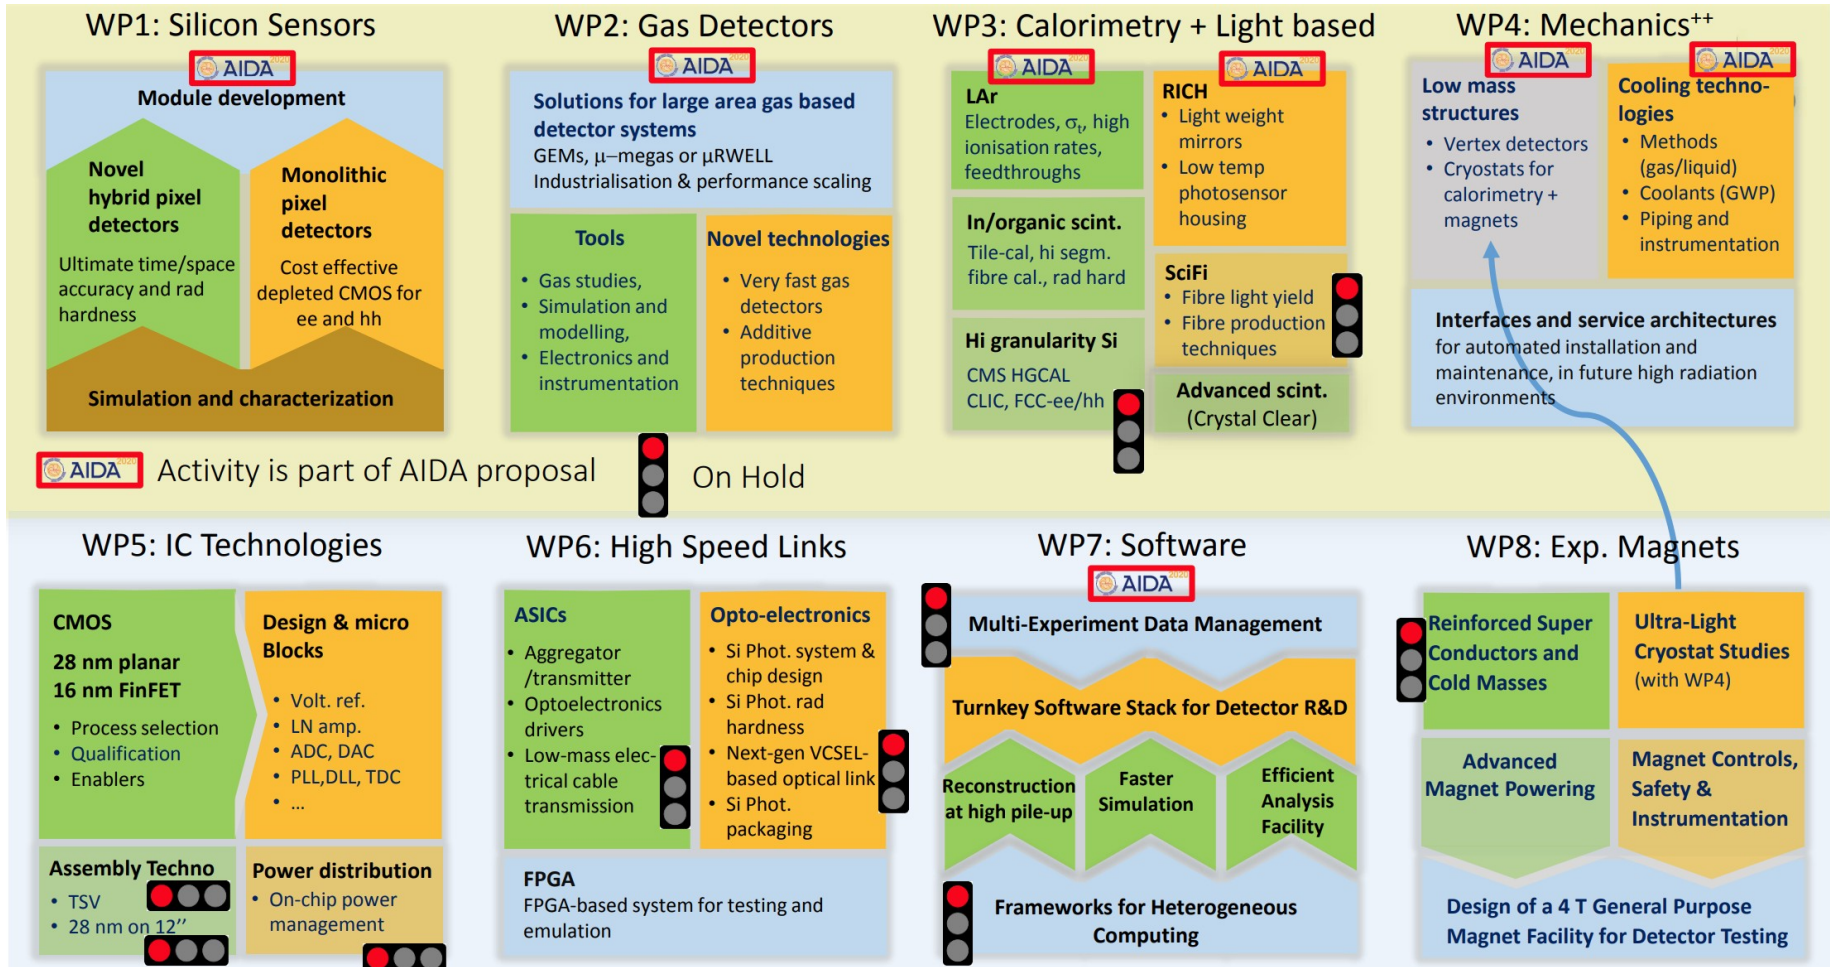 WP1: Silicon Sensors
AIDA 2020
Module development
Novel
hybrid pixel
detectors
Ultimate time/space
accuracy and rad
hardness
Monolithic
pixel
detectors
Cost effective
depleted CMOS for
ee and hh
Simulation and characterization
WP2: Gas Detectors
AIDA 2020
Solutions for large area gas based
detector systems
GEMs, μ–megas or μRWELL
Industrialisation & performance scaling
Tools
• Gas studies,
• Simulation and
modelling,
• Electronics and
instrumentation
Novel technologies
• Very fast gas
detectors
• Additive
production
techniques
WP3: Calorimetry + Light based
AIDA 2020
LAr
Electrodes, σt, high
ionisation rates,
feedthroughs
In/organic scint.
Tile-cal, hi segm.
fibre cal., rad hard
Hi granularity Si
CMS HGCAL
CLIC, FCC-ee/hh
AIDA 2020
RICH
• Light weight
mirrors
• Low temp
photosensor
housing
SciFi
• Fibre light yield
• Fibre production
techniques
Advanced scint.
(Crystal Clear)
WP4: Mechanics++
AIDA 2020
Low mass
structures
• Vertex detectors
• Cryostats for
calorimetry +
magnets
AIDA 2020
Cooling techno-
logies
• Methods
(gas/liquid)
• Coolants (GWP)
• Piping and
instrumentation
Interfaces and service architectures
for automated installation and
maintenance, in future high radiation
environments
AIDA 2020 Activity is part of AIDA proposal
On Hold
WP5: IC Technologies
CMOS
28 nm planar
16 nm FinFET
• Process selection
• Qualification
• Enablers
Design & micro
Blocks
• Volt. ref.
• LN amp.
• ADC, DAC
• PLL,DLL, TDC
• ...
Assembly Techno
• TSV
• 28 nm on 12’’
Power distribution
• On-chip power
management
WP6: High Speed Links
ASICs
• Aggregator
/transmitter
• Optoelectronics
drivers
• Low-mass elec-
trical cable
transmission
Opto-electronics
• Si Phot. system &
chip design
• Si Phot. rad
hardness
• Next-gen VCSEL-
based optical link
• Si Phot.
packaging
FPGA
FPGA-based system for testing and
emulation
WP7: Software
AIDA 2020
Multi-Experiment Data Management
Turnkey Software Stack for Detector R&D
Reconstruction
at high pile-up
Faster
Simulation
Efficient
Analysis
Facility
Frameworks for Heterogeneous
Computing
WP8: Exp. Magnets
Reinforced Super
Conductors and
Cold Masses
Ultra-Light
Cryostat Studies
(with WP4)
Advanced
Magnet Powering
Magnet Controls,
Safety &
Instrumentation
Design of a 4 T General Purpose
Magnet Facility for Detector Testing